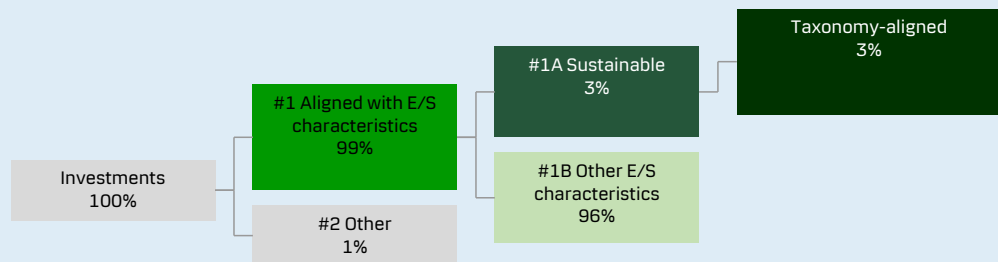 Investments
100%
#1 Aligned with E/S
characteristics
99%
#2 Other
1%
#1A Sustainable
3%
#1B Other E/S
characteristics
96%
Taxonomy-aligned
3%